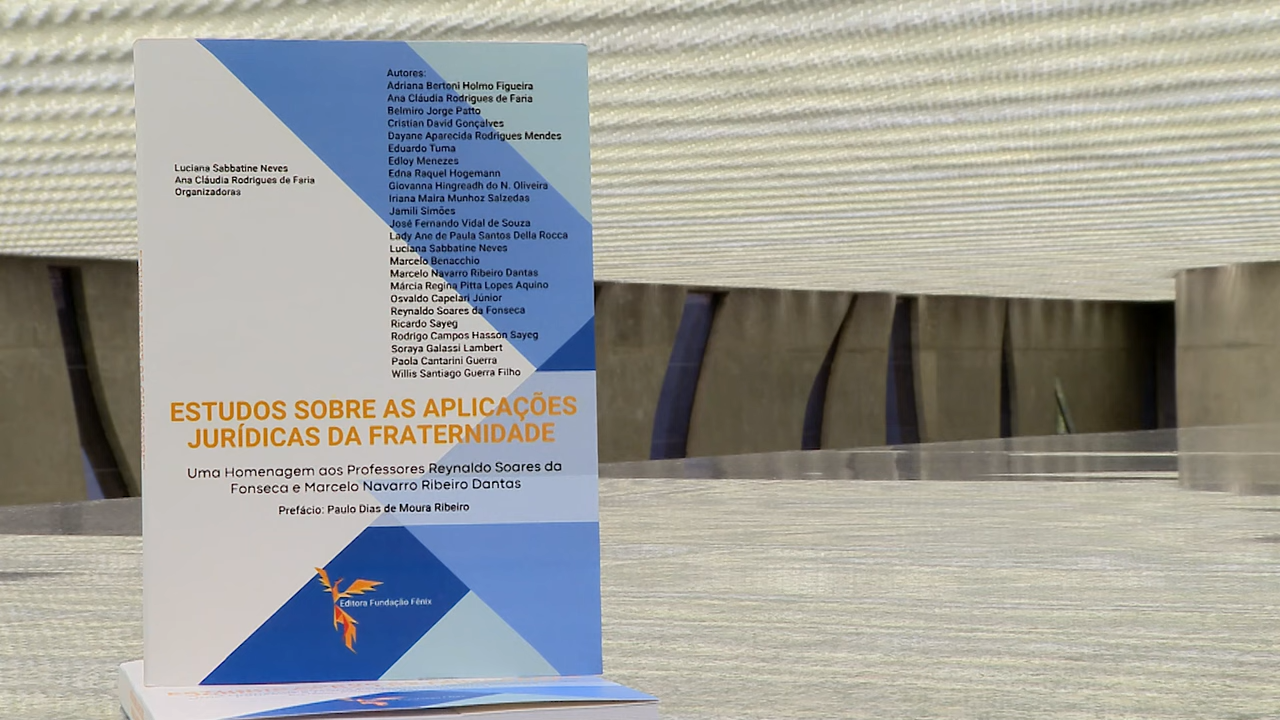 Autores:
Adriana Bertoni Holmo Figueira
Ana Cláudia Rodrigues de Faria
Belmiro Jorge Patto
Cristian David Gonçalves
Dayane Aparecida Rodrigues Mendes
Eduardo Tuma
Edloy Menezes
Edna Raquel Hogemann
Giovanna Hingreadh do N. Oliveira
Iriana Maira Munhoz Salzedas
Jamili Simões
José Fernando Vidal de Souza
Lady Ane de Paula Santos Della Rocca
Luciana Sabbatine Neves
Marcelo Benacchio
Marcelo Navarro Ribeiro Dantas
Márcia Regina Pitta Lopes Aquino
Osvaldo Capelari Júnior
Reynaldo Soares da Fonseca
Ricardo Sayeg
Rodrigo Campos Hasson Sayeg
Soraya Galassi Lambert
Paola Cantarini Guerra
Willis Santiago Guerra Filho
Luciana Sabbatine Neves
Ana Cláudia Rodrigues de Faria
Organizadoras
ESTUDOS SOBRE AS APLICAÇÕES
JURÍDICAS DA FRATERNIDADE
Uma Homenagem aos Professores Reynaldo Soares da
Fonseca e Marcelo Navarro Ribeiro Dantas
Prefácio: Paulo Dias de Moura Ribeiro
Editora Fundação Fênix